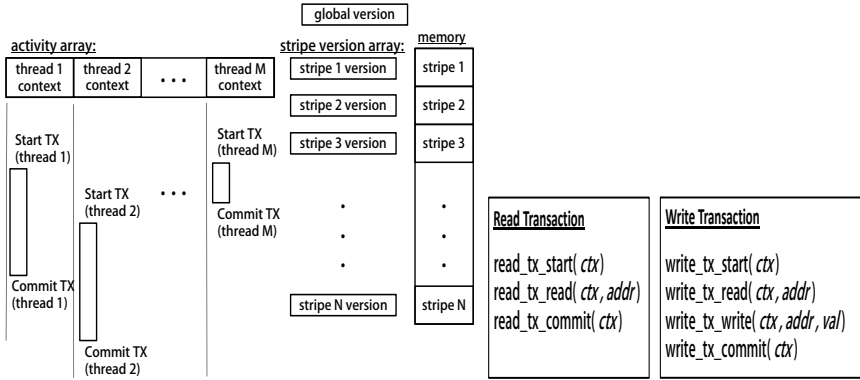 global version
activity array:
stripe version array:
memory
thread 1
context
thread 2
context
. . .
thread M
context
stripe 1 version
stripe 1
stripe 2 version
stripe 2
stripe 3 version
stripe 3
Start TX
(thread 1)
Start TX
(thread 2)
. . .
Start TX
(thread M)
Commit TX
(thread M)
Commit TX
(thread 1)
Commit TX
(thread 2)
.
.
.
.
.
.
stripe N version
stripe N
Read Transaction
read_tx_start( ctx)
read_tx_read( ctx, addr)
read_tx_commit( ctx)
Write Transaction
write_tx_start( ctx)
write_tx_read( ctx, addr)
write_tx_write( ctx, addr, val)
write_tx_commit( ctx)